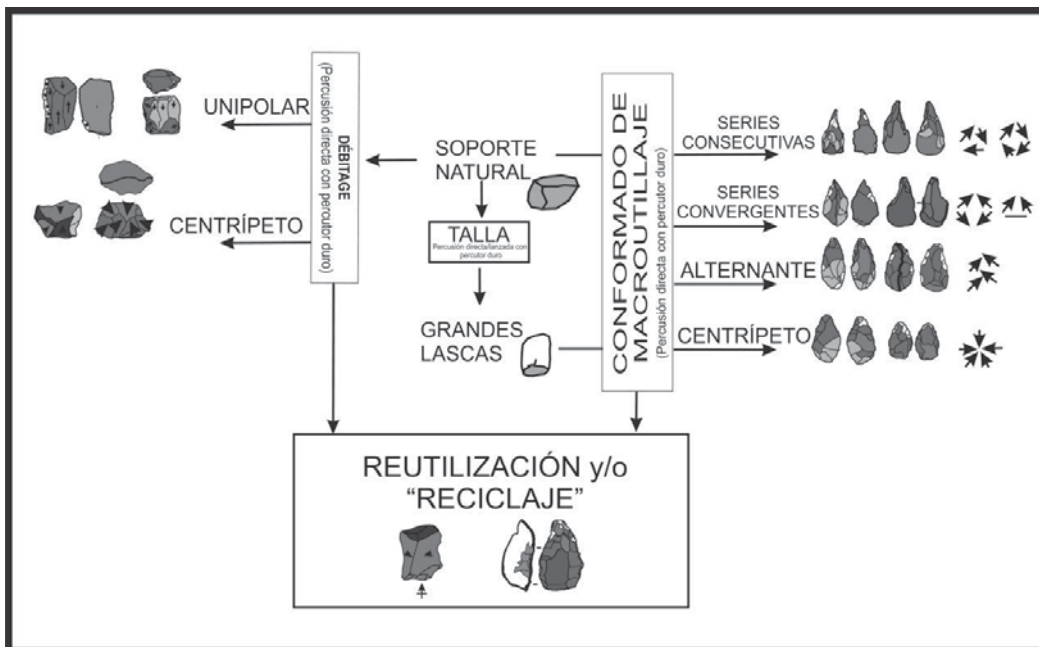 UNIPOLAR
CENTRÍPETO
DÉBITAGE
(Percusión directa con percutor duro)
SOPORTE
NATURAL
TALLA
Percusión directa/lanzada con
percutor duro
GRANDES
LASCAS
CONFORMADO DE
MACROUTILLAJE
(Percusión directa con percutor duro)
SERIES
CONSECUTIVAS
SERIES
CONVERGENTES
ALTERNANTE
CENTRÍPETO
REUTILIZACIÓN y/o
“RECICLAJE”